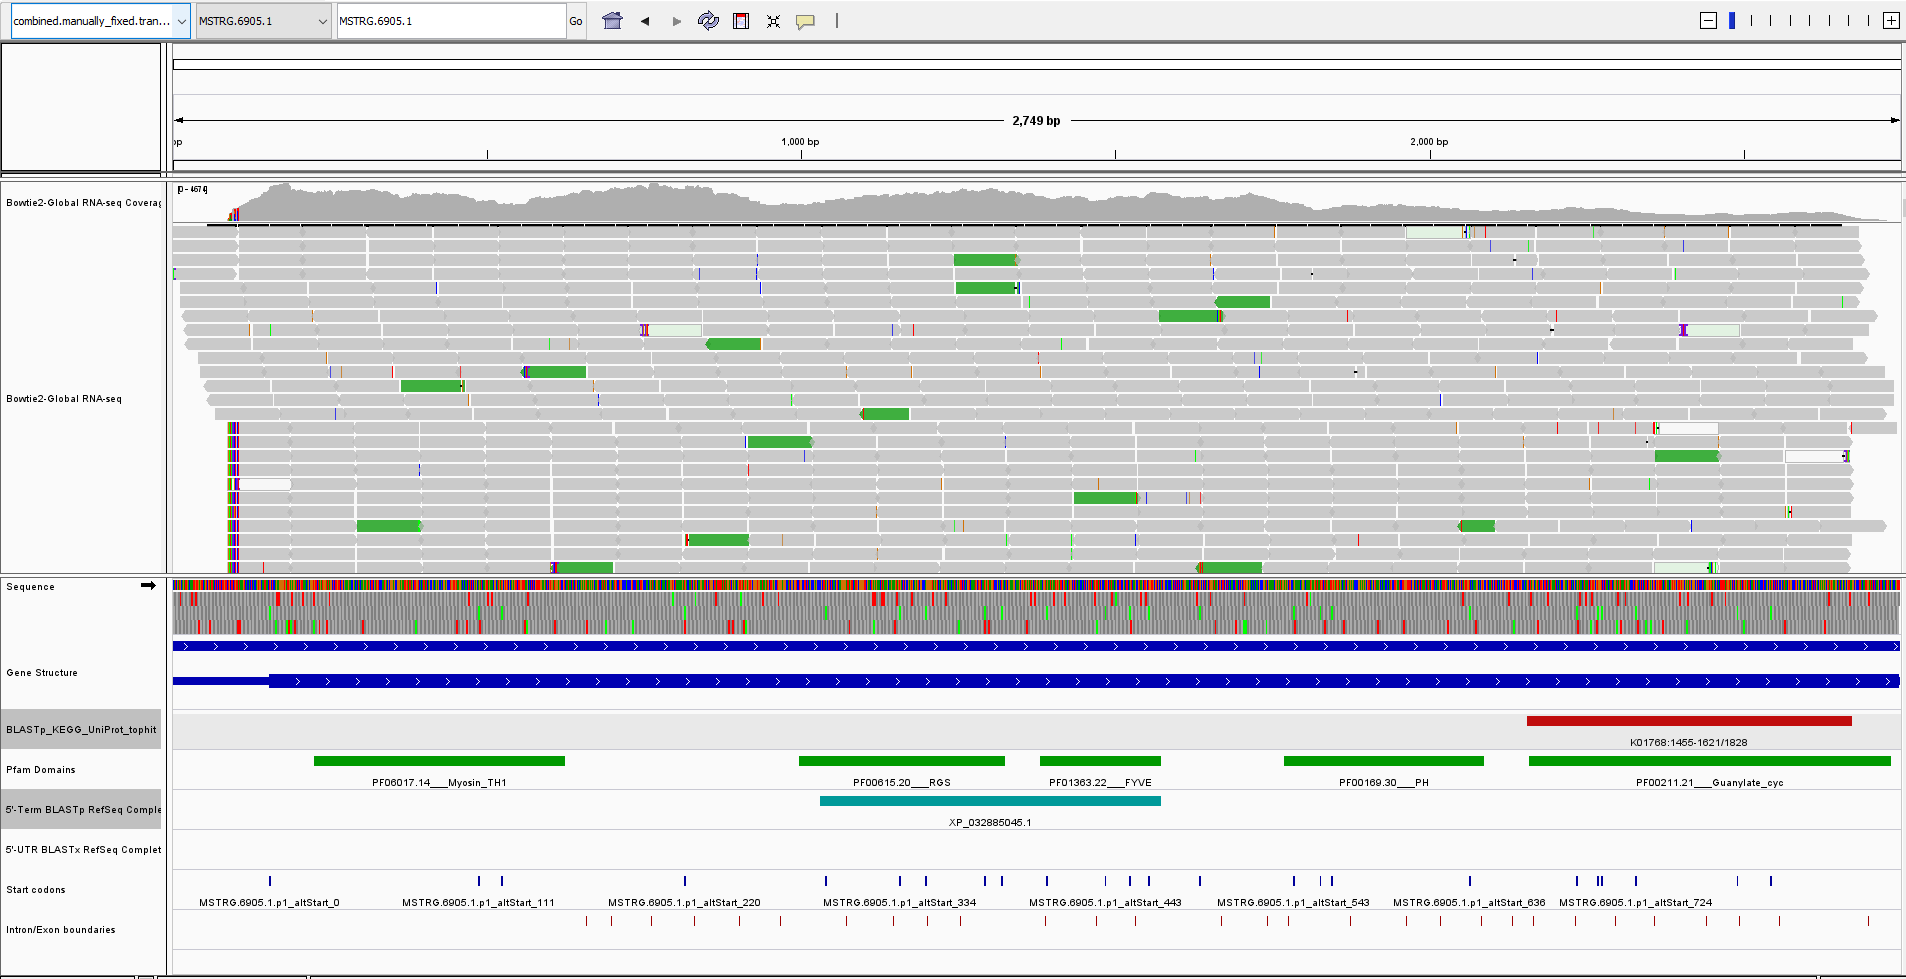 combined.manually_fixed.tran... MSTRG.6905.1 MSTRG.6905.1 Go
2,749 bp
bp 1,000 bp 2,000 bp
[0 - 4674]
Bowtie2-Global RNA-seq Coverag
Bowtie2-Global RNA-seq
Sequence
Gene Structure
BLASTp_KEGG_UniProt_tophit
K01768:1455-1621/1828
Pfam Domains
PF06017.14___Myosin_TH1 PF00615.20___RGS PF01363.22___FYVE PF00169.30___PH PF00211.21___Guanylate_cyc
5'-Term BLASTp RefSeq Comple
XP_032885045.1
5'-UTR BLASTx RefSeq Complet
Start codons
MSTRG.6905.1.p1_altStart_0 MSTRG.6905.1.p1_altStart_111 MSTRG.6905.1.p1_altStart_220 MSTRG.6905.1.p1_altStart_334 MSTRG.6905.1.p1_altStart_443 MSTRG.6905.1.p1_altStart_543 MSTRG.6905.1.p1_altStart_636 MSTRG.6905.1.p1_altStart_724
Intron/Exon boundaries